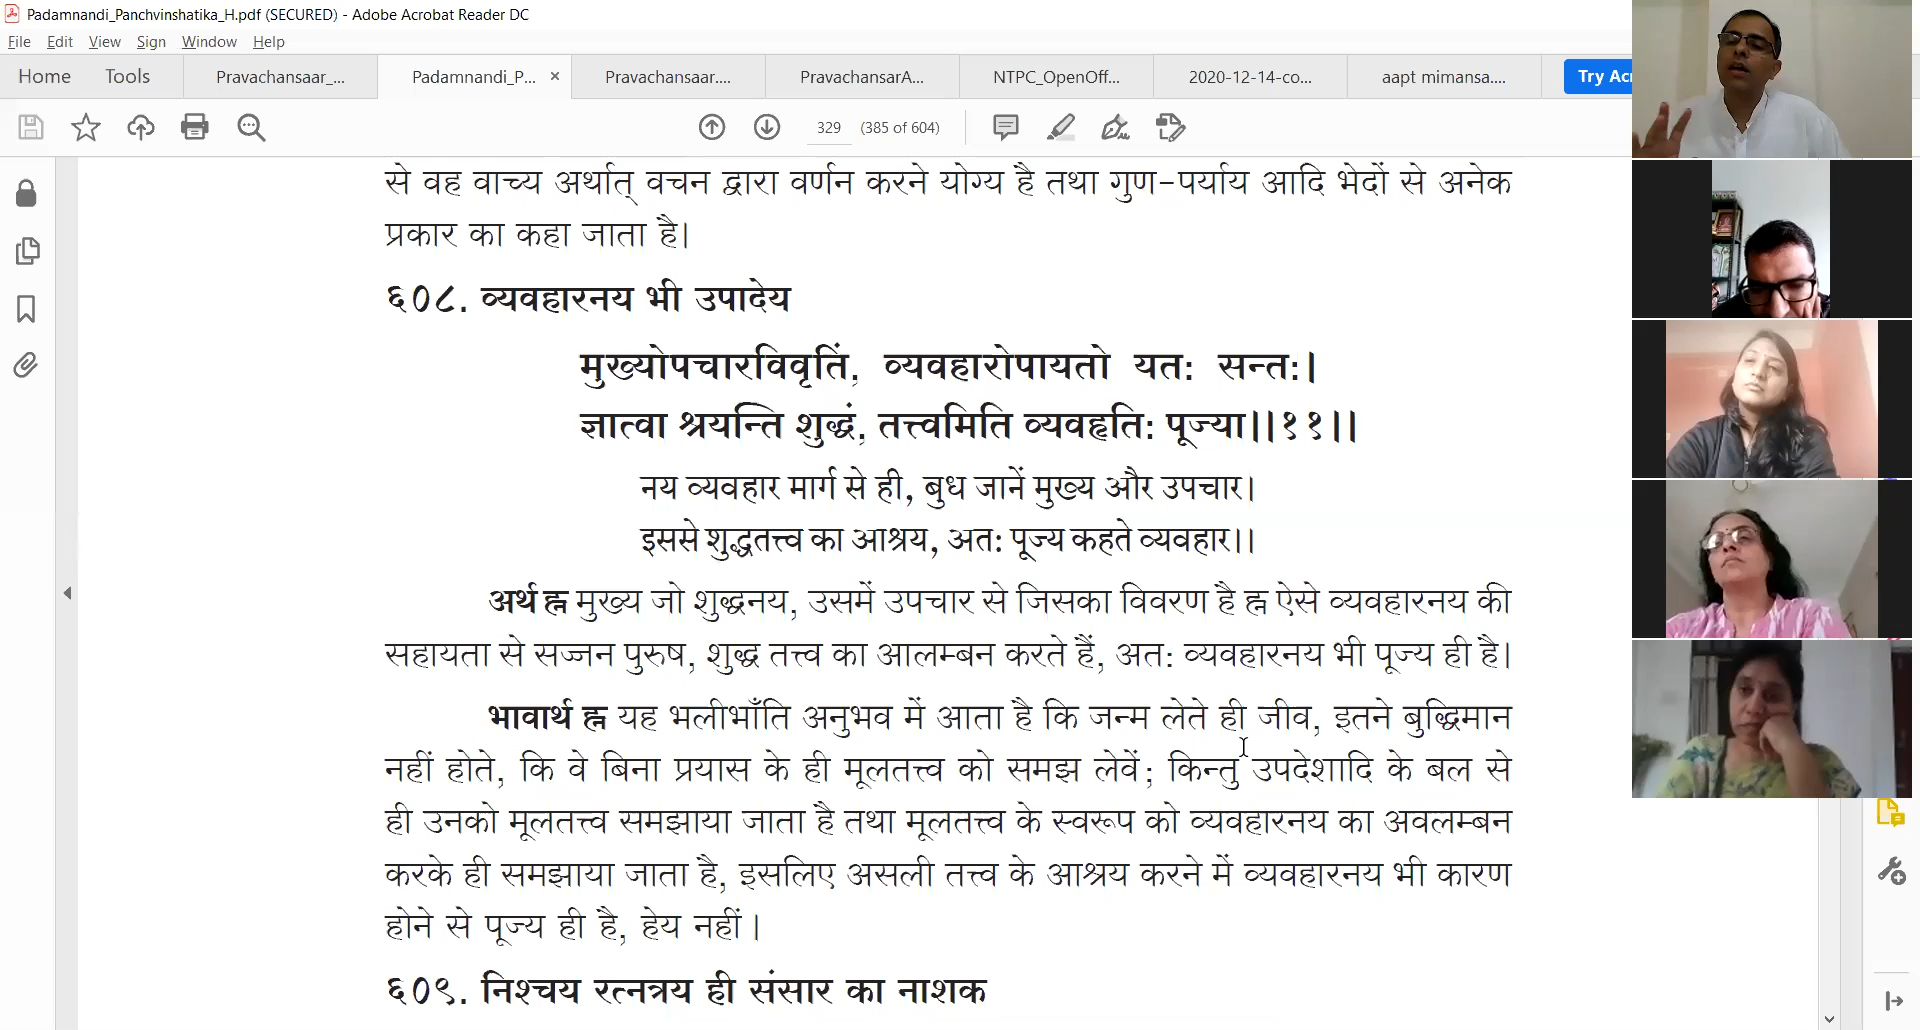 Padamnandi_Panchvinshatika_H.pdf (SECURED) - Adobe Acrobat Reader DC
File Edit View Sign Window Help
Home Tools Pravachansaar_... Padamnandi_P... × Pravachansaar.... PravachansarA... NTPC_OpenOff... 2020-12-14-co... aapt mimansa.... Try Acr
329 (385 of 604)
से वह वाच्य अर्थात् वचन द्वारा वर्णन करने योग्य है तथा गुण-पर्याय आदि भेदों से अनेक
प्रकार का कहा जाता है।
६०८. व्यवहारनय भी उपादेय
मुख्योपचारविवृतिं, व्यवहारोपायतो यतः सन्तः।
ज्ञात्वा श्रयन्ति शुद्धं, तत्त्वमिति व्यवहृतिः पूज्या।।११।।
नय व्यवहार मार्ग से ही, बुध जानें मुख्य और उपचार।
इससे शुद्धतत्त्व का आश्रय, अतः पूज्य कहते व्यवहार।।
अर्थ ह्न मुख्य जो शुद्धनय, उसमें उपचार से जिसका विवरण है ह्न ऐसे व्यवहारनय की
सहायता से सज्जन पुरुष, शुद्ध तत्त्व का आलम्बन करते हैं, अतः व्यवहारनय भी पूज्य ही है।
भावार्थ ह्न यह भलीभाँति अनुभव में आता है कि जन्म लेते ही जीव, इतने बुद्धिमान
नहीं होते, कि वे बिना प्रयास के ही मूलतत्त्व को समझ लेवें; किन्तु उपदेशादि के बल से
ही उनको मूलतत्त्व समझाया जाता है तथा मूलतत्त्व के स्वरूप को व्यवहारनय का अवलम्बन
करके ही समझाया जाता है, इसलिए असली तत्त्व के आश्रय करने में व्यवहारनय भी कारण
होने से पूज्य ही है, हेय नहीं।
६०९. निश्चय रत्नत्रय ही संसार का नाशक